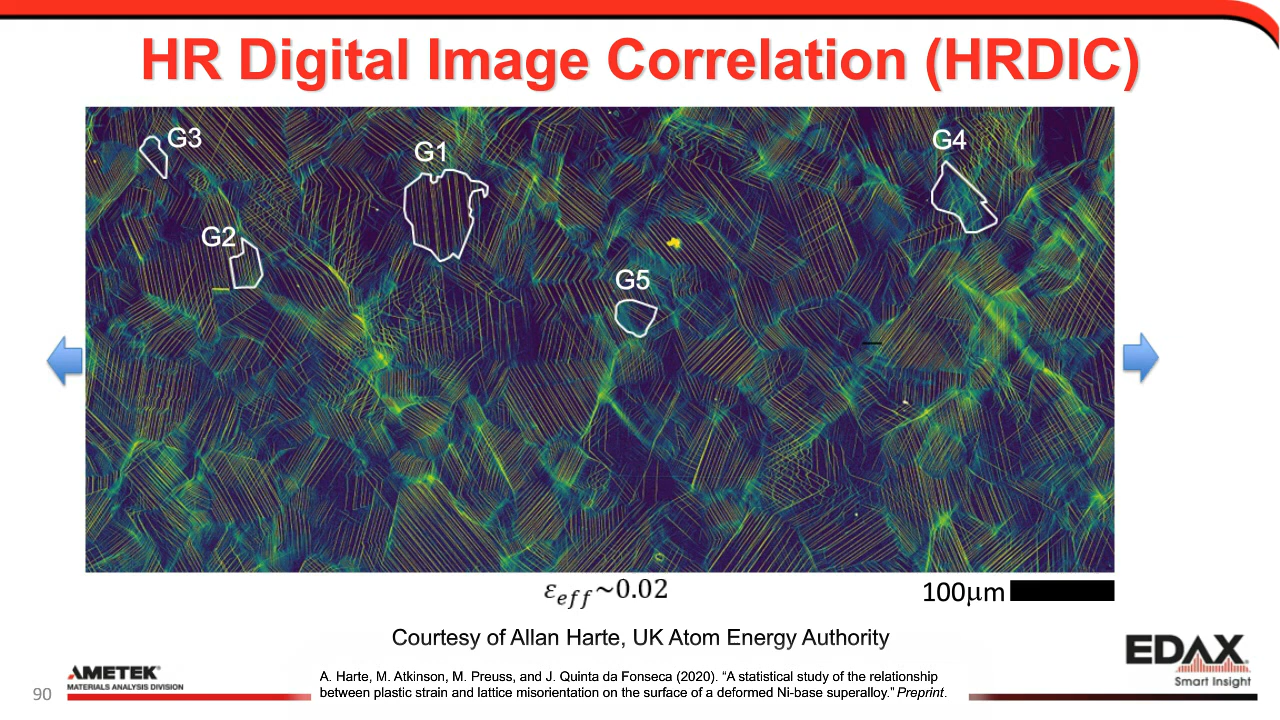 HR Digital Image Correlation (HRDIC)
G3
G1
G4
G2
G5
εeff~0.02
100μm
Courtesy of Allan Harte, UK Atom Energy Authority
A. Harte, M. Atkinson, M. Preuss, and J. Quinta da Fonseca (2020). “A statistical study of the relationship
between plastic strain and lattice misorientation on the surface of a deformed Ni-base superalloy.” Preprint.
90
AMETEK®
MATERIALS ANALYSIS DIVISION
EDAX
Smart Insight